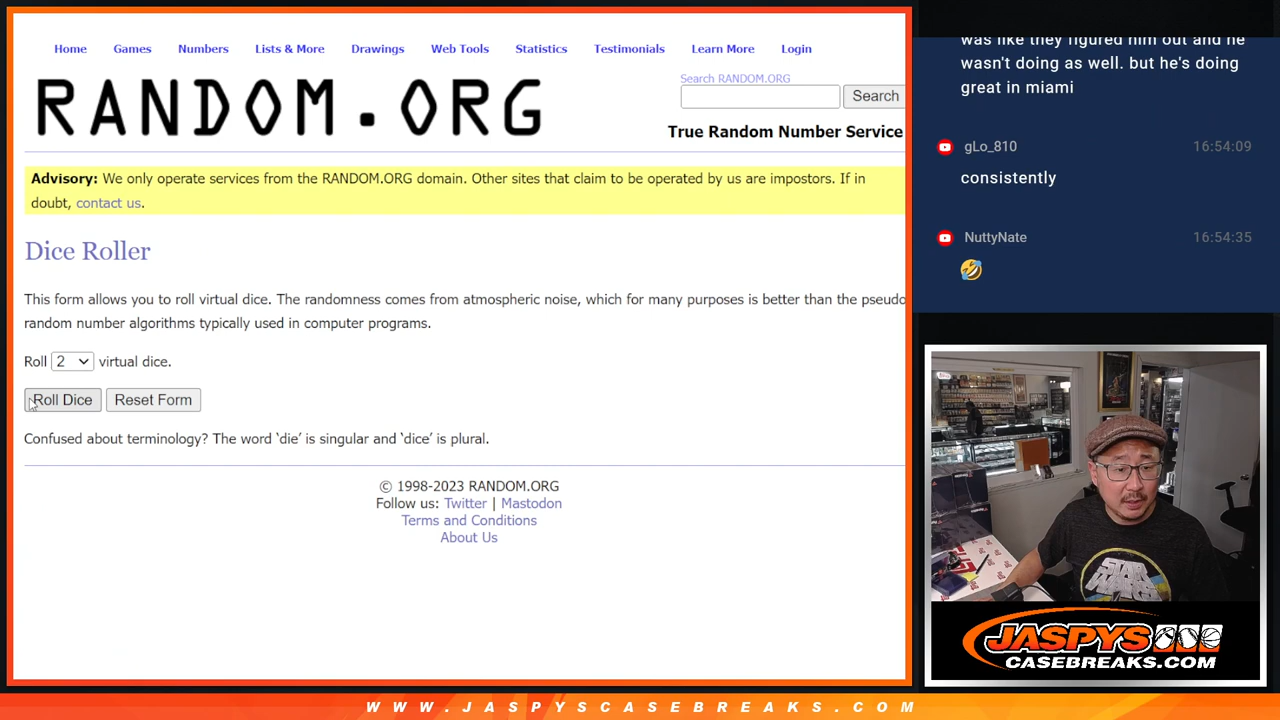 Home Games Numbers Lists & More Drawings Web Tools Statistics Testimonials Learn More Login
RANDOM.ORG
Search RANDOM.ORG
Search
True Random Number Service
Advisory: We only operate services from the RANDOM.ORG domain. Other sites that claim to be operated by us are impostors. If in
doubt, contact us.
Dice Roller
This form allows you to roll virtual dice. The randomness comes from atmospheric noise, which for many purposes is better than the pseudo
random number algorithms typically used in computer programs.
Roll 2 virtual dice.
Roll Dice Reset Form
Confused about terminology? The word ‘die’ is singular and ‘dice’ is plural.
© 1998-2023 RANDOM.ORG
Follow us: Twitter | Mastodon
Terms and Conditions
About Us
was like they figured him out and he
wasn't doing as well. but he's doing
great in miami
gLo_810 16:54:09
consistently
NuttyNate 16:54:35
STAR
WARS
JASPYS
CASEBREAKS.COM
WWW.JASPYSCASEBREAKS.COM